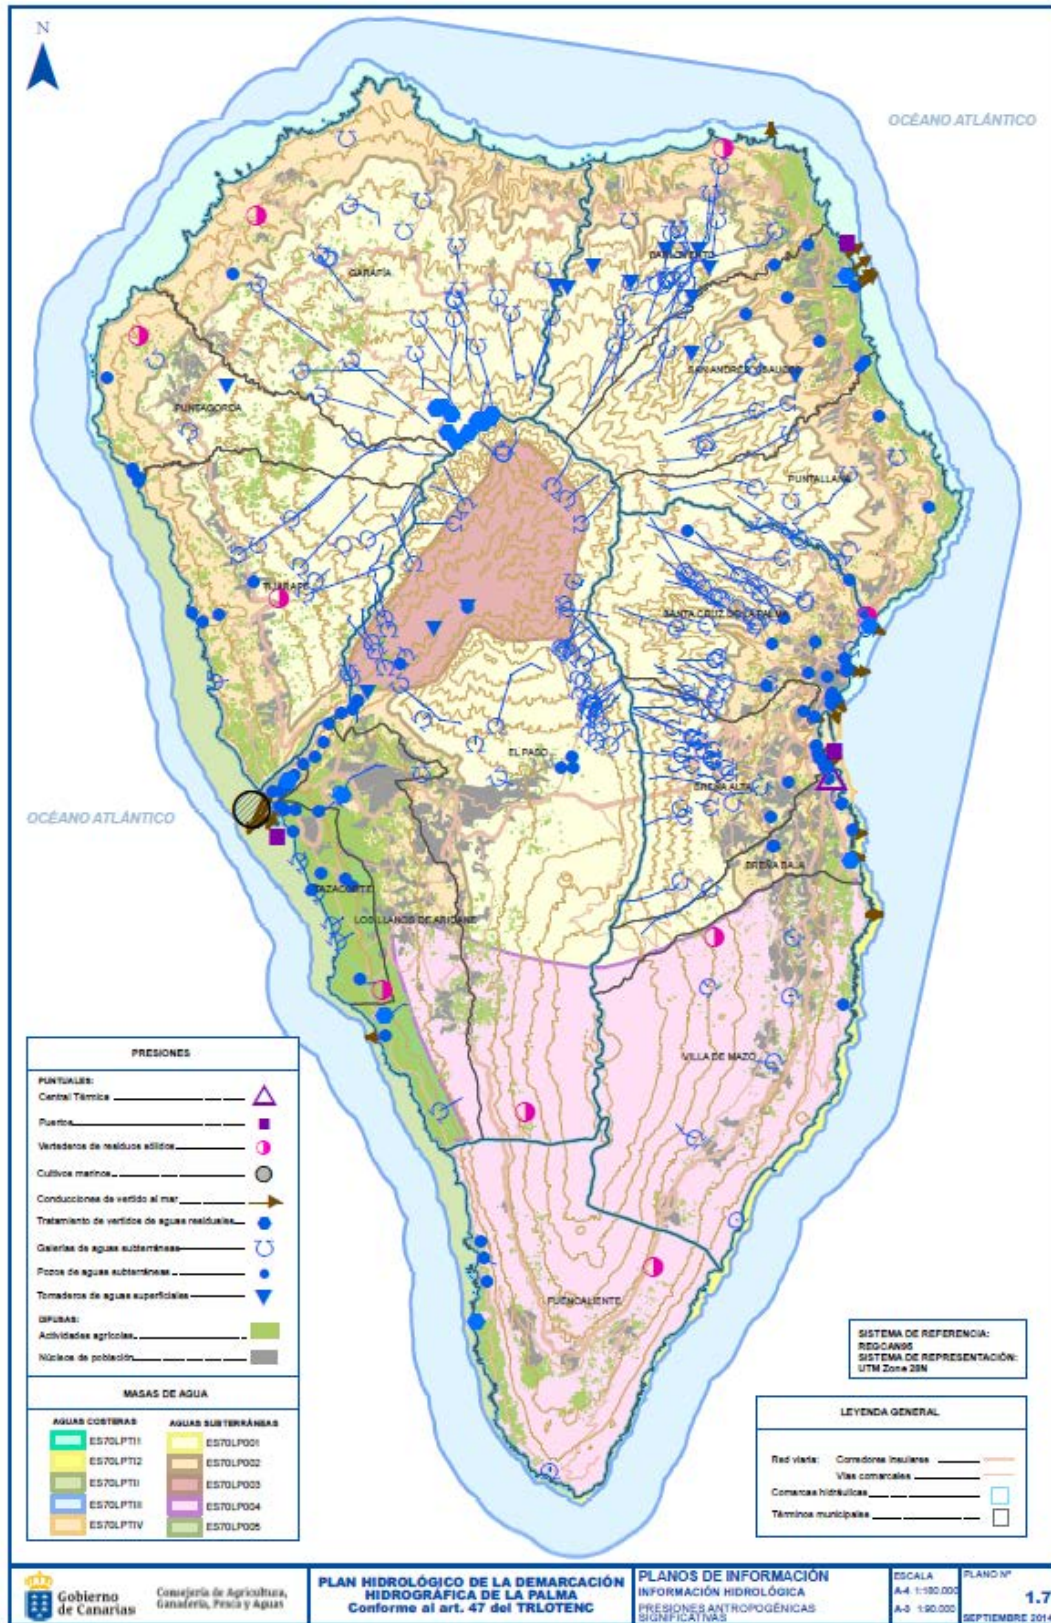 N
OCÉANO ATLÁNTICO
BARLOVENTO
GARAFÍA
SAN ANDRÉS Y SAUCES
PUNTAGORDA
PUNTALLANA
TIJARAFE
SANTA CRUZ DE LA PALMA
EL PASO
BREÑA ALTA
OCÉANO ATLÁNTICO
BREÑA BAJA
TAZACORTE
LOS LLANOS DE ARIDANE
VILLA DE MAZO
FUENCALIENTE
PRESIONES
PUNTUALES:
Central Térmica
Puertos
Vertederos de residuos sólidos
Cultivos marinos
Conducciones de vertido al mar
Tratamiento de vertidos de aguas residuales
Galerías de aguas subterráneas
Pozos de aguas subterráneas
Tomaderos de aguas superficiales
DIFUSAS:
Actividades agrícolas
Núcleos de población
MASAS DE AGUA
AGUAS COSTERAS
ES70LPTI1
ES70LPTI2
ES70LPTII
ES70LPTIII
ES70LPTIV
AGUAS SUBTERRÁNEAS
ES70LP001
ES70LP002
ES70LP003
ES70LP004
ES70LP005
SISTEMA DE REFERENCIA:
REGCAN95
SISTEMA DE REPRESENTACIÓN:
UTM Zona 28N
LEYENDA GENERAL
Red viaria: Corredores insulares
Vías comarcales
Comarcas hidráulicas
Términos municipales
Gobierno
de Canarias
Consejería de Agricultura,
Ganadería, Pesca y Aguas
PLAN HIDROLÓGICO DE LA DEMARCACIÓN
HIDROGRÁFICA DE LA PALMA
Conforme al art. 47 del TRLOTENC
PLANOS DE INFORMACIÓN
INFORMACIÓN HIDROLÓGICA
PRESIONES ANTROPOGÉNICAS
SIGNIFICATIVAS
ESCALA
A-4 1:180.000
A-3 1:90.000
PLANO Nº
1.7
SEPTIEMBRE 2014